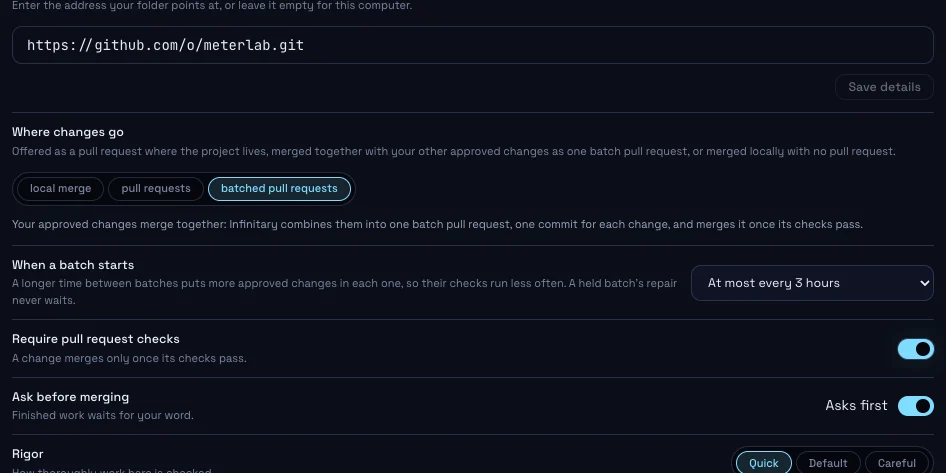 Enter the address your folder points at, or leave it empty for this computer.
https://github.com/o/meterlab.git
Save details
Where changes go
Offered as a pull request where the project lives, merged together with your other approved changes as one batch pull request, or merged locally with no pull request.
local merge
pull requests
batched pull requests
Your approved changes merge together: Infinitary combines them into one batch pull request, one commit for each change, and merges it once its checks pass.
When a batch starts
A longer time between batches puts more approved changes in each one, so their checks run less often. A held batch's repair
never waits.
At most every 3 hours
Require pull request checks
A change merges only once its checks pass.
Ask before merging
Finished work waits for your word.
Asks first
Rigor
How thoroughly work here is checked.
Quick
Default
Careful